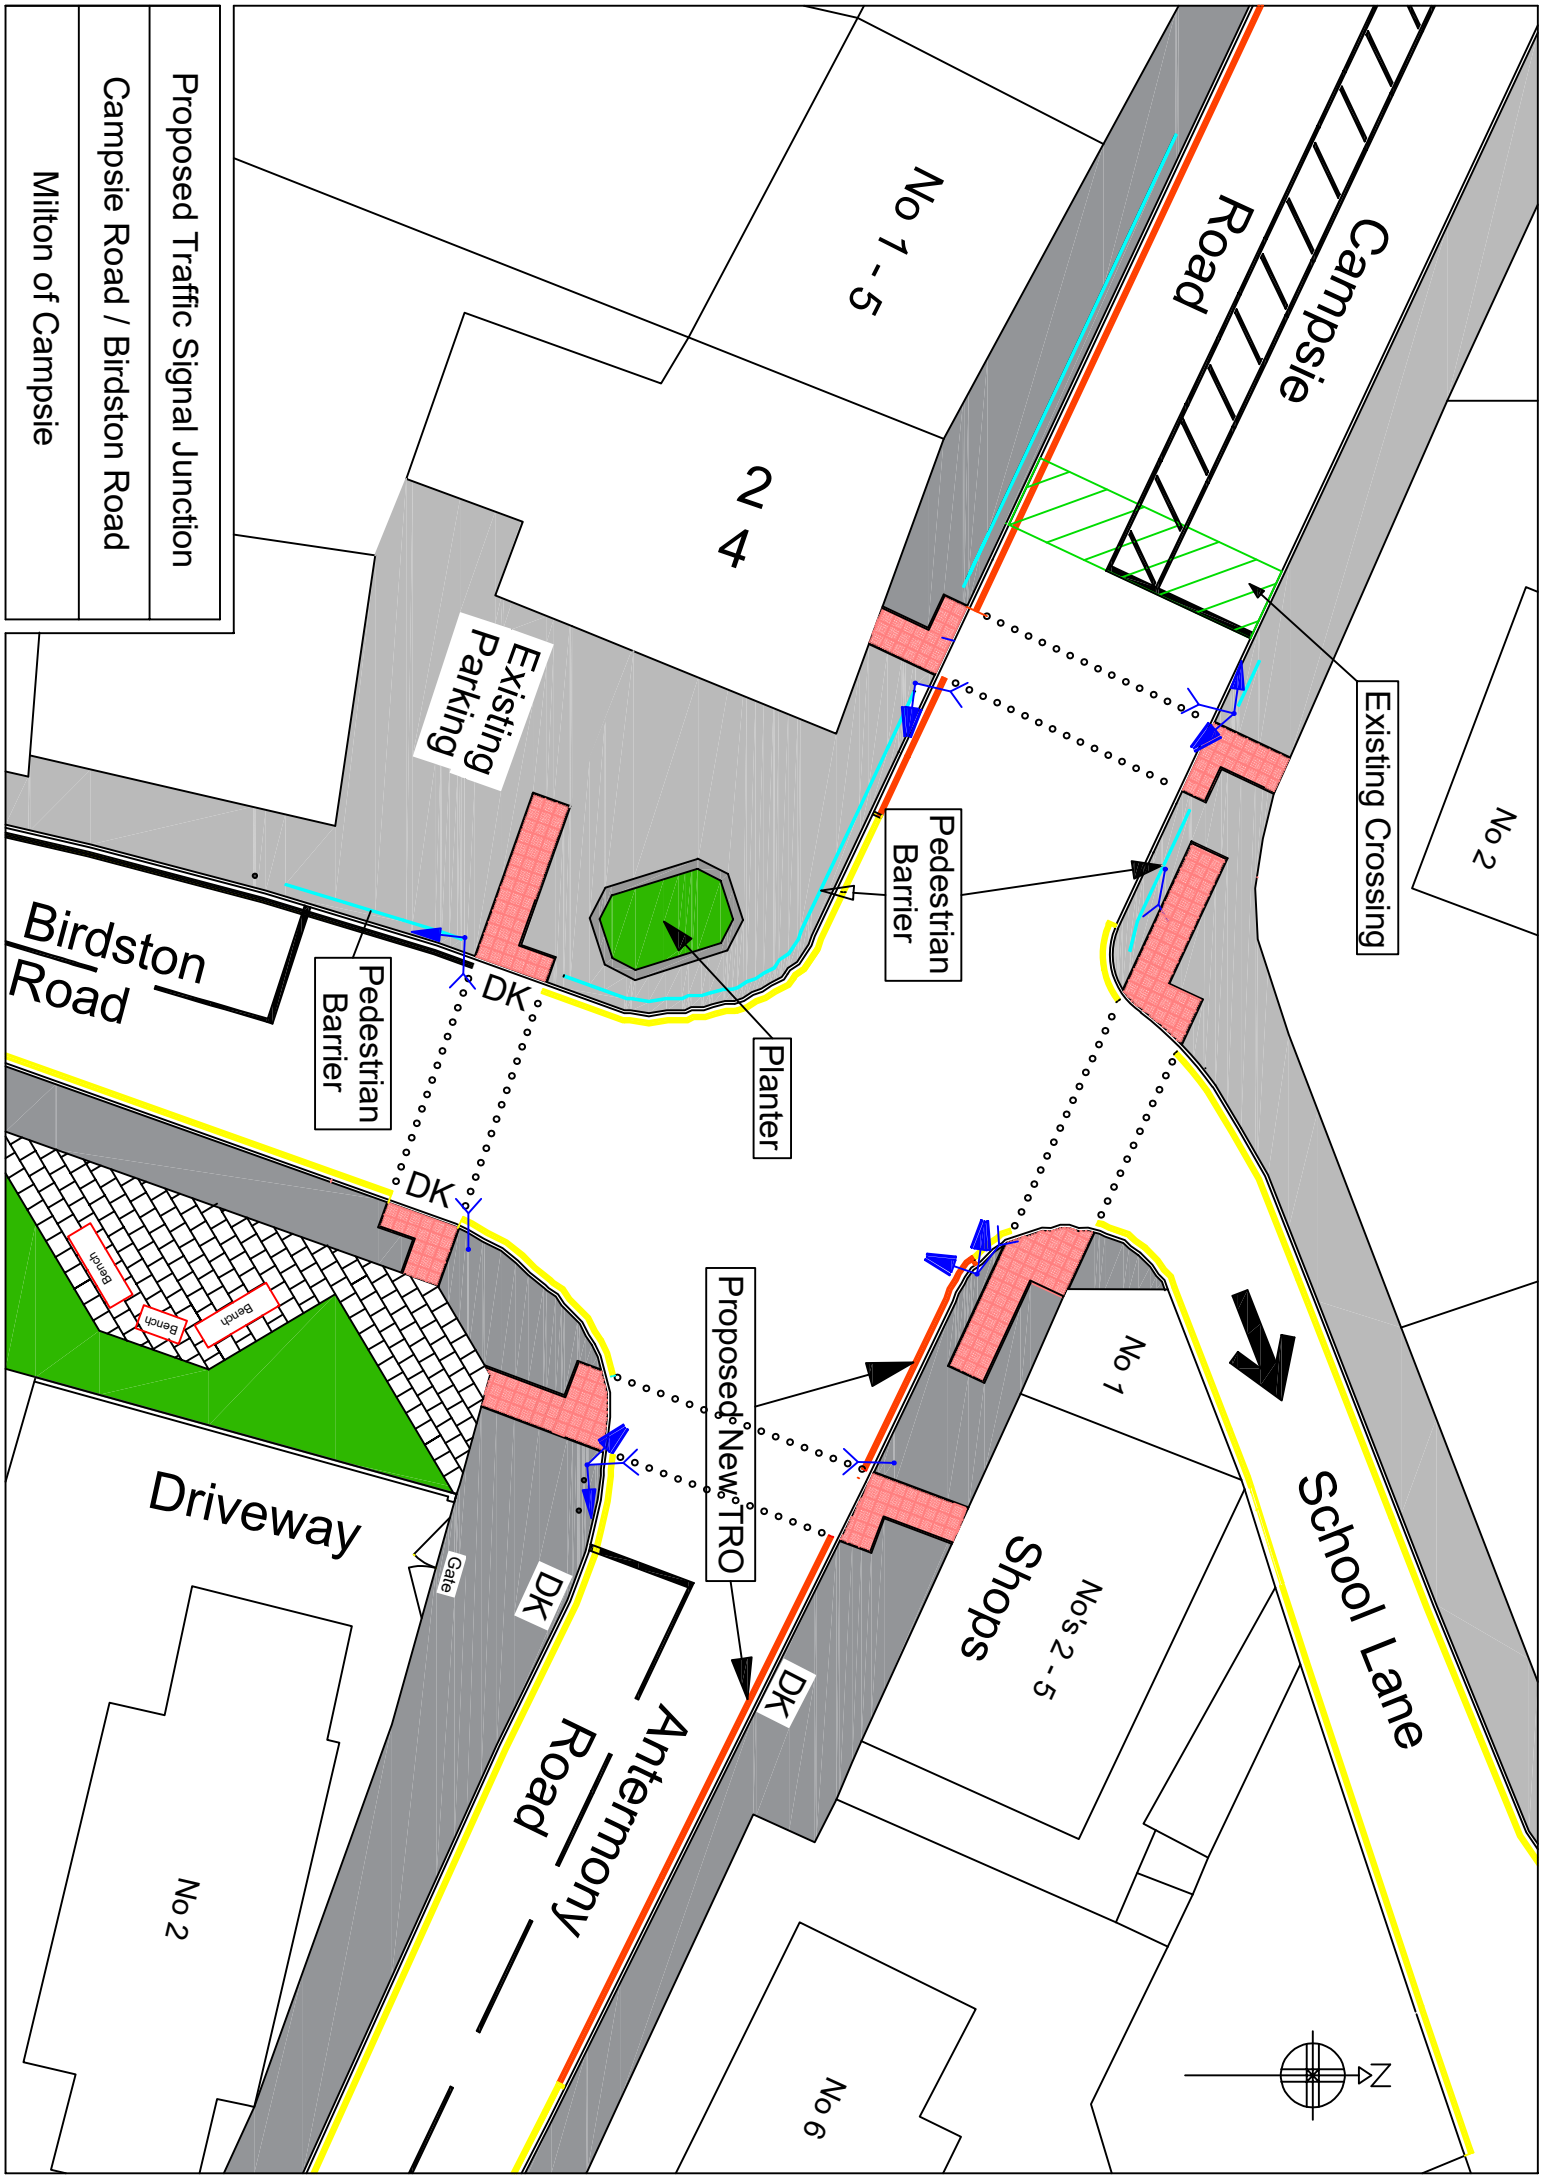 Proposed Traffic Signal Junction
Campsie Road / Birdston Road
Milton of Campsie
Campsie
Road
No 1 - 5
2
4
Existing
Parking
Existing Crossing
No 2
Pedestrian
Barrier
Planter
Birdston
Road
Pedestrian
Barrier
DK
DK
Bench
Bench
Bench
Proposed New TRO
No 1
School Lane
Shops
No's 2 - 5
Driveway
Gate
DK
DK
Antermony
Road
No 2
No 6
N